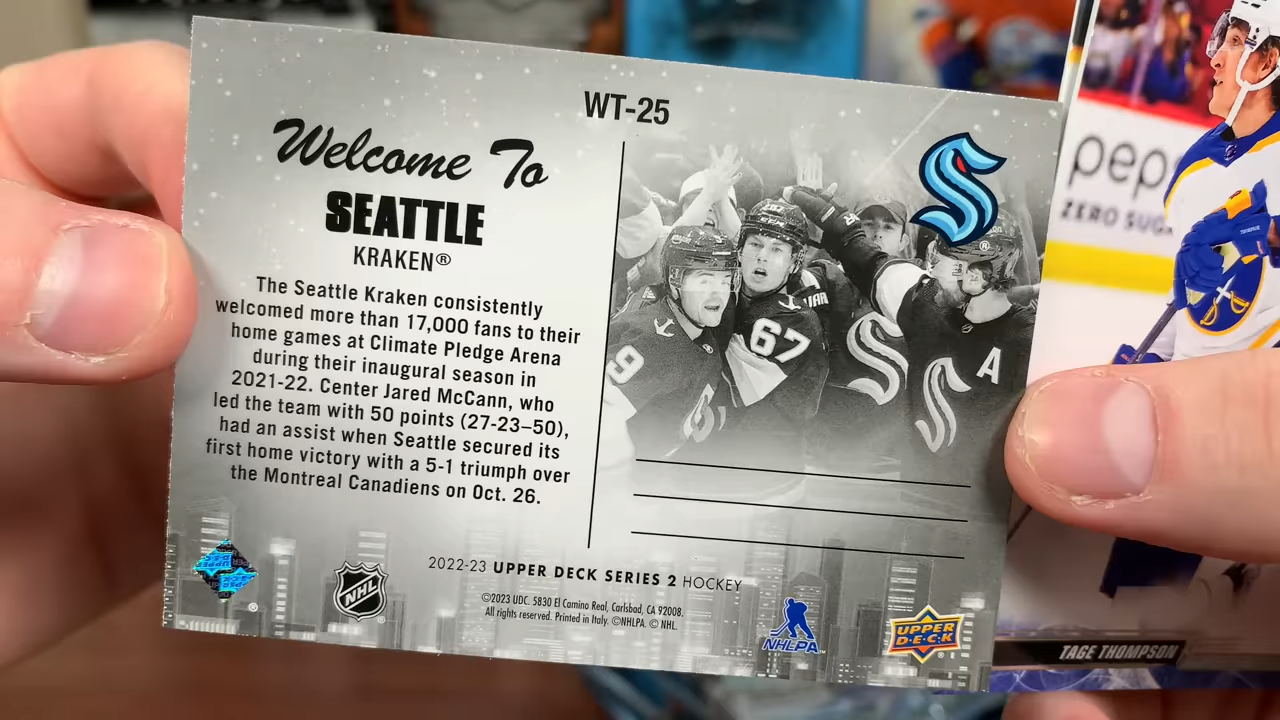 WT-25
Welcome To
SEATTLE
KRAKEN®
The Seattle Kraken consistently
welcomed more than 17,000 fans to their
home games at Climate Pledge Arena
during their inaugural season in
2021-22. Center Jared McCann, who
led the team with 50 points (27-23–50),
had an assist when Seattle secured its
first home victory with a 5-1 triumph over
the Montreal Canadiens on Oct. 26.
9
67
A
2022-23 UPPER DECK SERIES 2 HOCKEY
©2023 UDC. 5830 El Camino Real, Carlsbad, CA 92008.
All rights reserved. Printed in Italy. ©NHLPA. © NHL.
NHL
NHLPA
UPPER
DECK
pep
ZERO SUG
TAGE THOMPSON